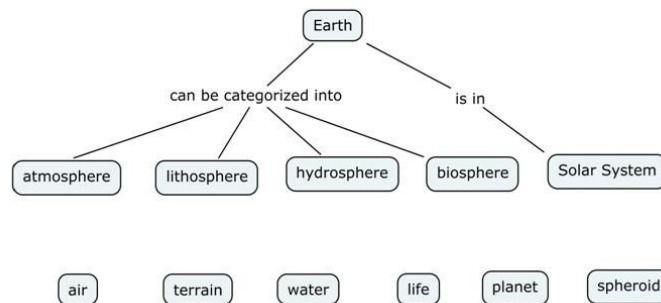 Earth
can be categorized into
is in
atmosphere
lithosphere
hydrosphere
biosphere
Solar System
air
terrain
water
life
planet
spheroid